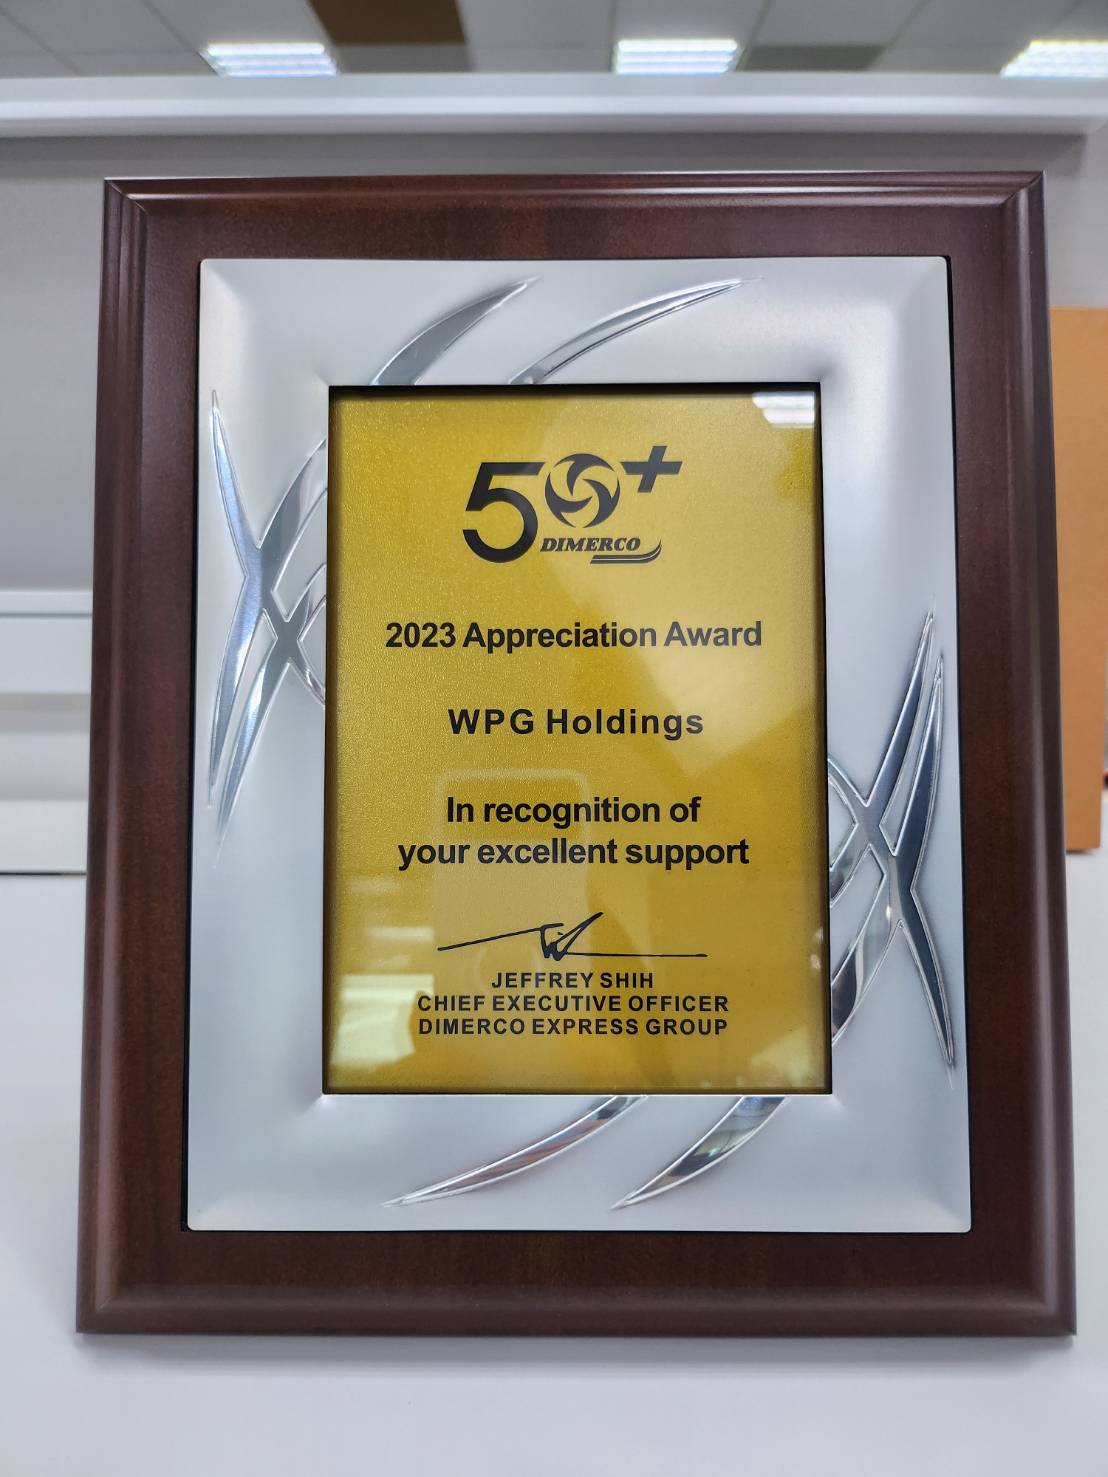 50+
DIMERCO
2023 Appreciation Award
WPG Holdings
In recognition of
your excellent support
JEFFREY SHIH
CHIEF EXECUTIVE OFFICER
DIMERCO EXPRESS GROUP